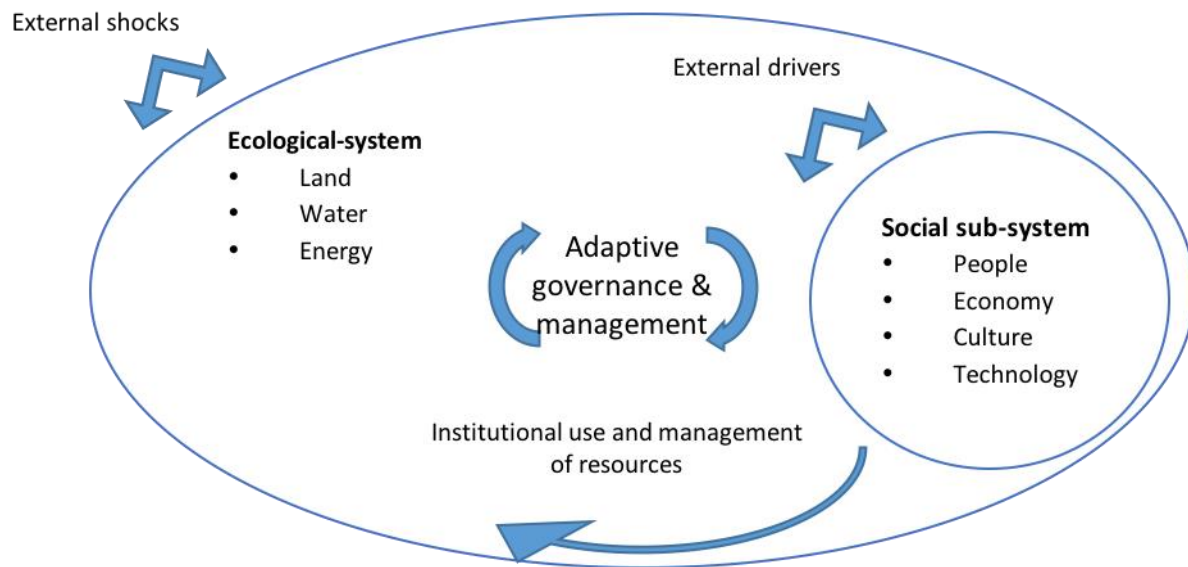 External shocks
External drivers
Ecological-system
• Land
• Water
• Energy
Adaptive
governance &
management
Social sub-system
• People
• Economy
• Culture
• Technology
Institutional use and management
of resources